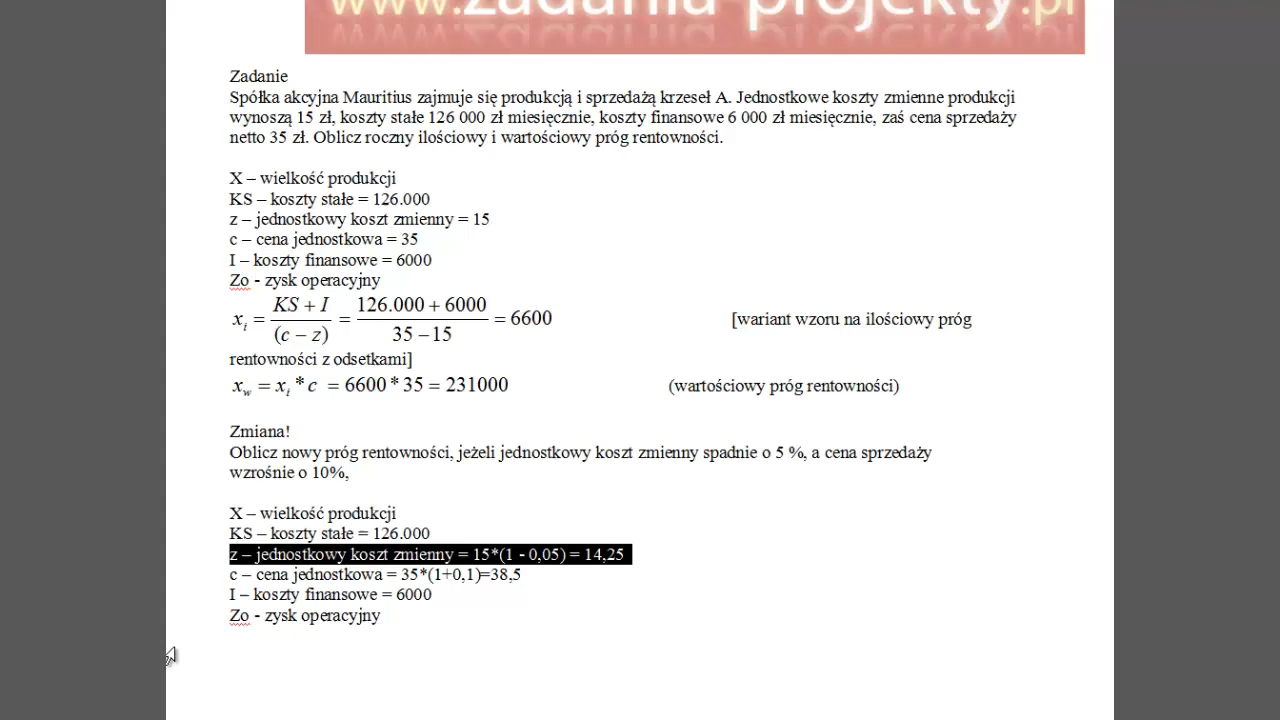 www.zadania-projekty.pl
Zadanie
Spółka akcyjna Mauritius zajmuje się produkcją i sprzedażą krzeseł A. Jednostkowe koszty zmienne produkcji
wynoszą 15 zł, koszty stałe 126 000 zł miesięcznie, koszty finansowe 6 000 zł miesięcznie, zaś cena sprzedaży
netto 35 zł. Oblicz roczny ilościowy i wartościowy próg rentowności.
X – wielkość produkcji
KS – koszty stałe = 126.000
z – jednostkowy koszt zmienny = 15
c – cena jednostkowa = 35
I – koszty finansowe = 6000
Zo - zysk operacyjny
x_i = (KS + I)/((c – z)) = (126.000 + 6000)/(35 – 15) = 6600 [wariant wzoru na ilościowy próg
rentowności z odsetkami]
x_w = x_i * c = 6600 * 35 = 231000 (wartościowy próg rentowności)
Zmiana!
Oblicz nowy próg rentowności, jeżeli jednostkowy koszt zmienny spadnie o 5 %, a cena sprzedaży
wzrośnie o 10%,
X – wielkość produkcji
KS – koszty stałe = 126.000
z – jednostkowy koszt zmienny = 15*(1 - 0,05) = 14,25
c – cena jednostkowa = 35*(1+0,1)=38,5
I – koszty finansowe = 6000
Zo - zysk operacyjny